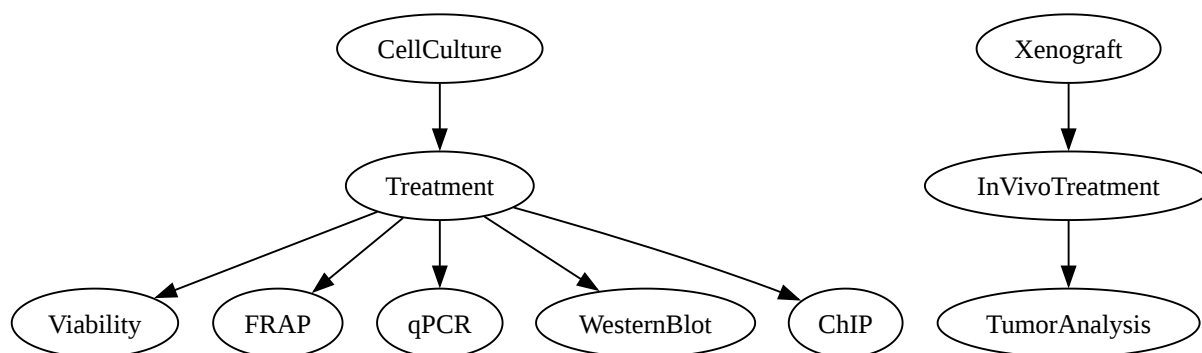 CellCulture
Xenograft
Treatment
InVivoTreatment
Viability
FRAP
qPCR
WesternBlot
ChIP
TumorAnalysis